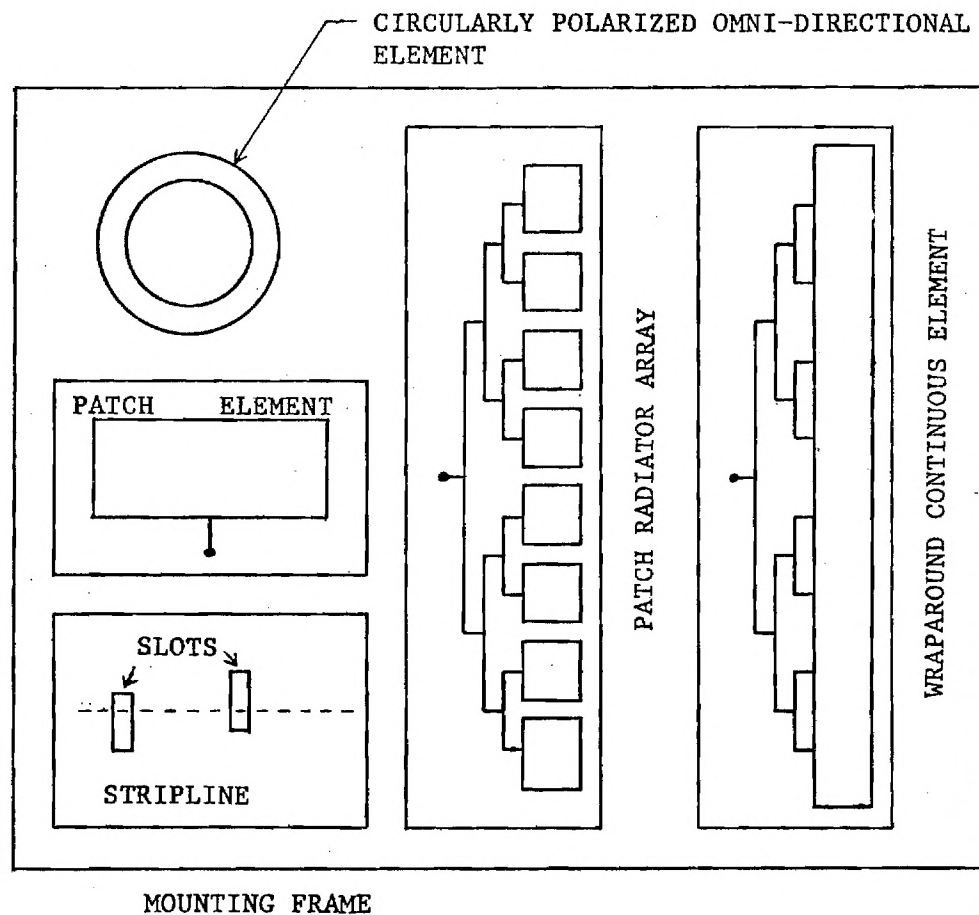 CIRCULARLY POLARIZED OMNI-DIRECTIONAL
ELEMENT
PATCH ELEMENT
SLOTS
STRIPLINE
PATCH RADIATOR ARRAY
WRAPAROUND CONTINUOUS ELEMENT
MOUNTING FRAME